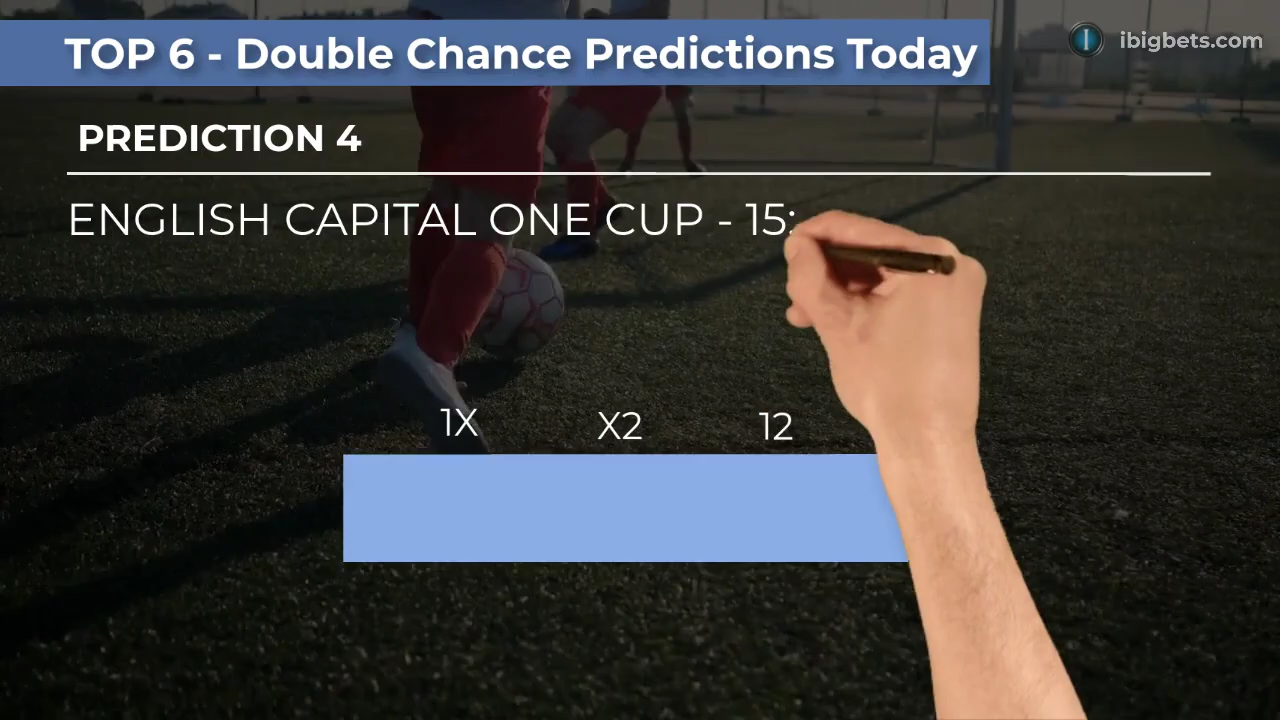 TOP 6 - Double Chance Predictions Today
ibigbets.com
PREDICTION 4
ENGLISH CAPITAL ONE CUP - 15:
1X X2 12